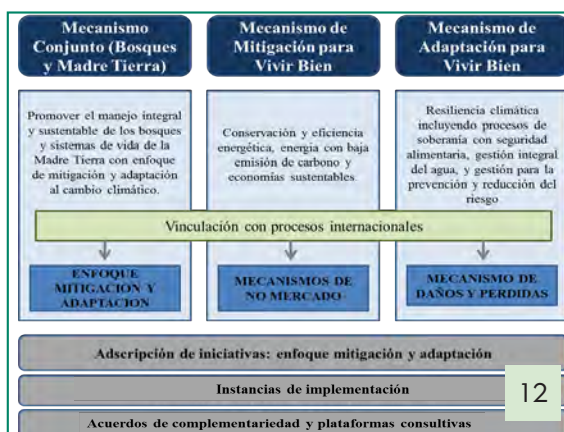 Mecanismo
Conjunto (Bosques
y Madre Tierra)
Mecanismo de
Mitigación para
Vivir Bien
Mecanismo de
Adaptación para
Vivir Bien
Promover el manejo integral
y sustentable de los bosques
y sistemas de vida de la
Madre Tierra con enfoque
de mitigación y adaptación
al cambio climático.
Conservación y eficiencia
energética, energía con baja
emisión de carbono y
economías sustentables
Resiliencia climática
incluyendo procesos de
soberanía con seguridad
alimentaria, gestión integral
del agua, y gestión para la
prevención y reducción del
riesgo
Vinculación con procesos internacionales
ENFOQUE
MITIGACION Y
ADAPTACION
MECANISMOS DE
NO MERCADO
MECANISMO DE
DAÑOS Y PERDIDAS
Adscripción de iniciativas: enfoque mitigación y adaptación
Instancias de implementación
Acuerdos de complementariedad y plataformas consultivas
12